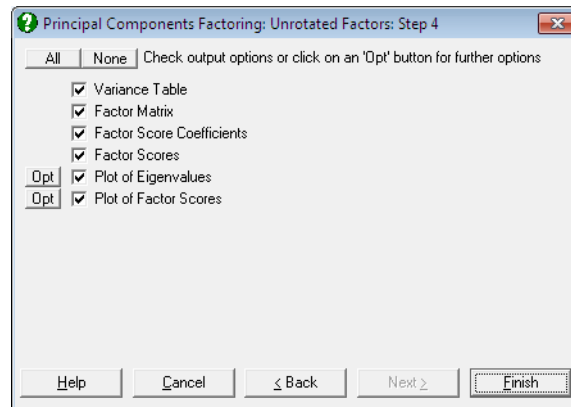 Principal Components Factoring: Unrotated Factors: Step 4
All None Check output options or click on an 'Opt' button for further options
Variance Table
Factor Matrix
Factor Score Coefficients
Factor Scores
Opt Plot of Eigenvalues
Opt Plot of Factor Scores
Help Cancel < Back Next > Finish